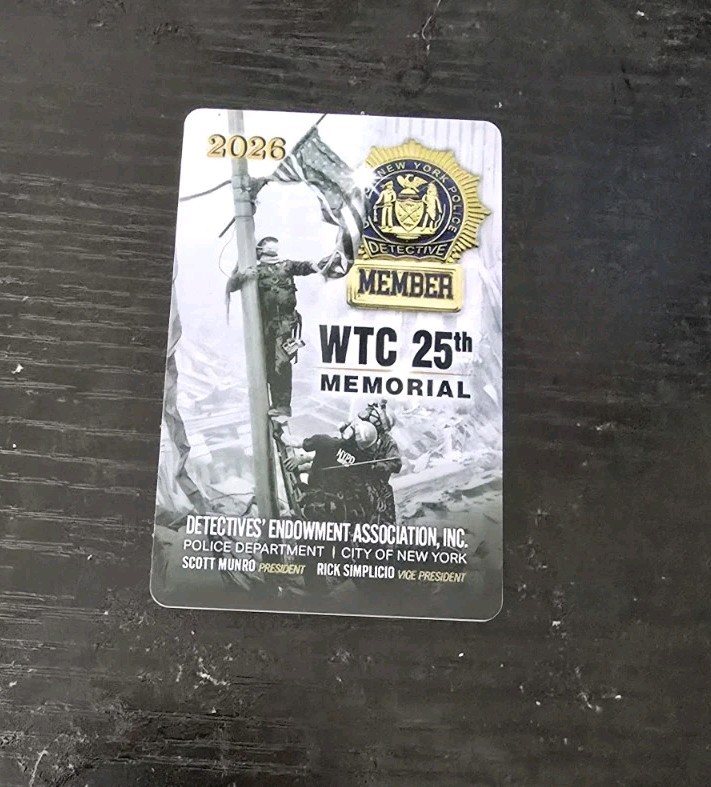 2026
NEW YORK POLICE
DETECTIVE
MEMBER
WTC 25th
MEMORIAL
NYPD
DETECTIVES' ENDOWMENT ASSOCIATION, INC.
POLICE DEPARTMENT | CITY OF NEW YORK
SCOTT MUNRO PRESIDENT RICK SIMPLICIO VICE PRESIDENT